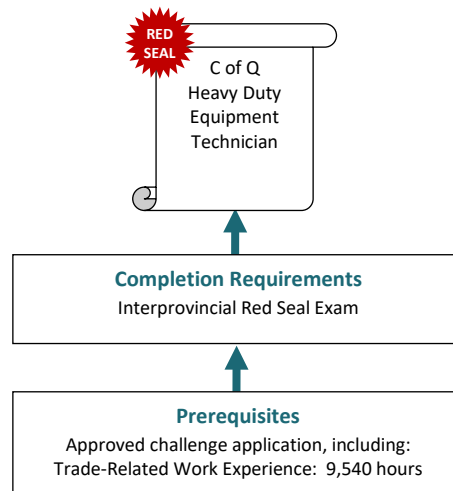 RED
SEAL
C of Q
Heavy Duty
Equipment
Technician
Completion Requirements
Interprovincial Red Seal Exam
Prerequisites
Approved challenge application, including:
Trade-Related Work Experience:  9,540 hours